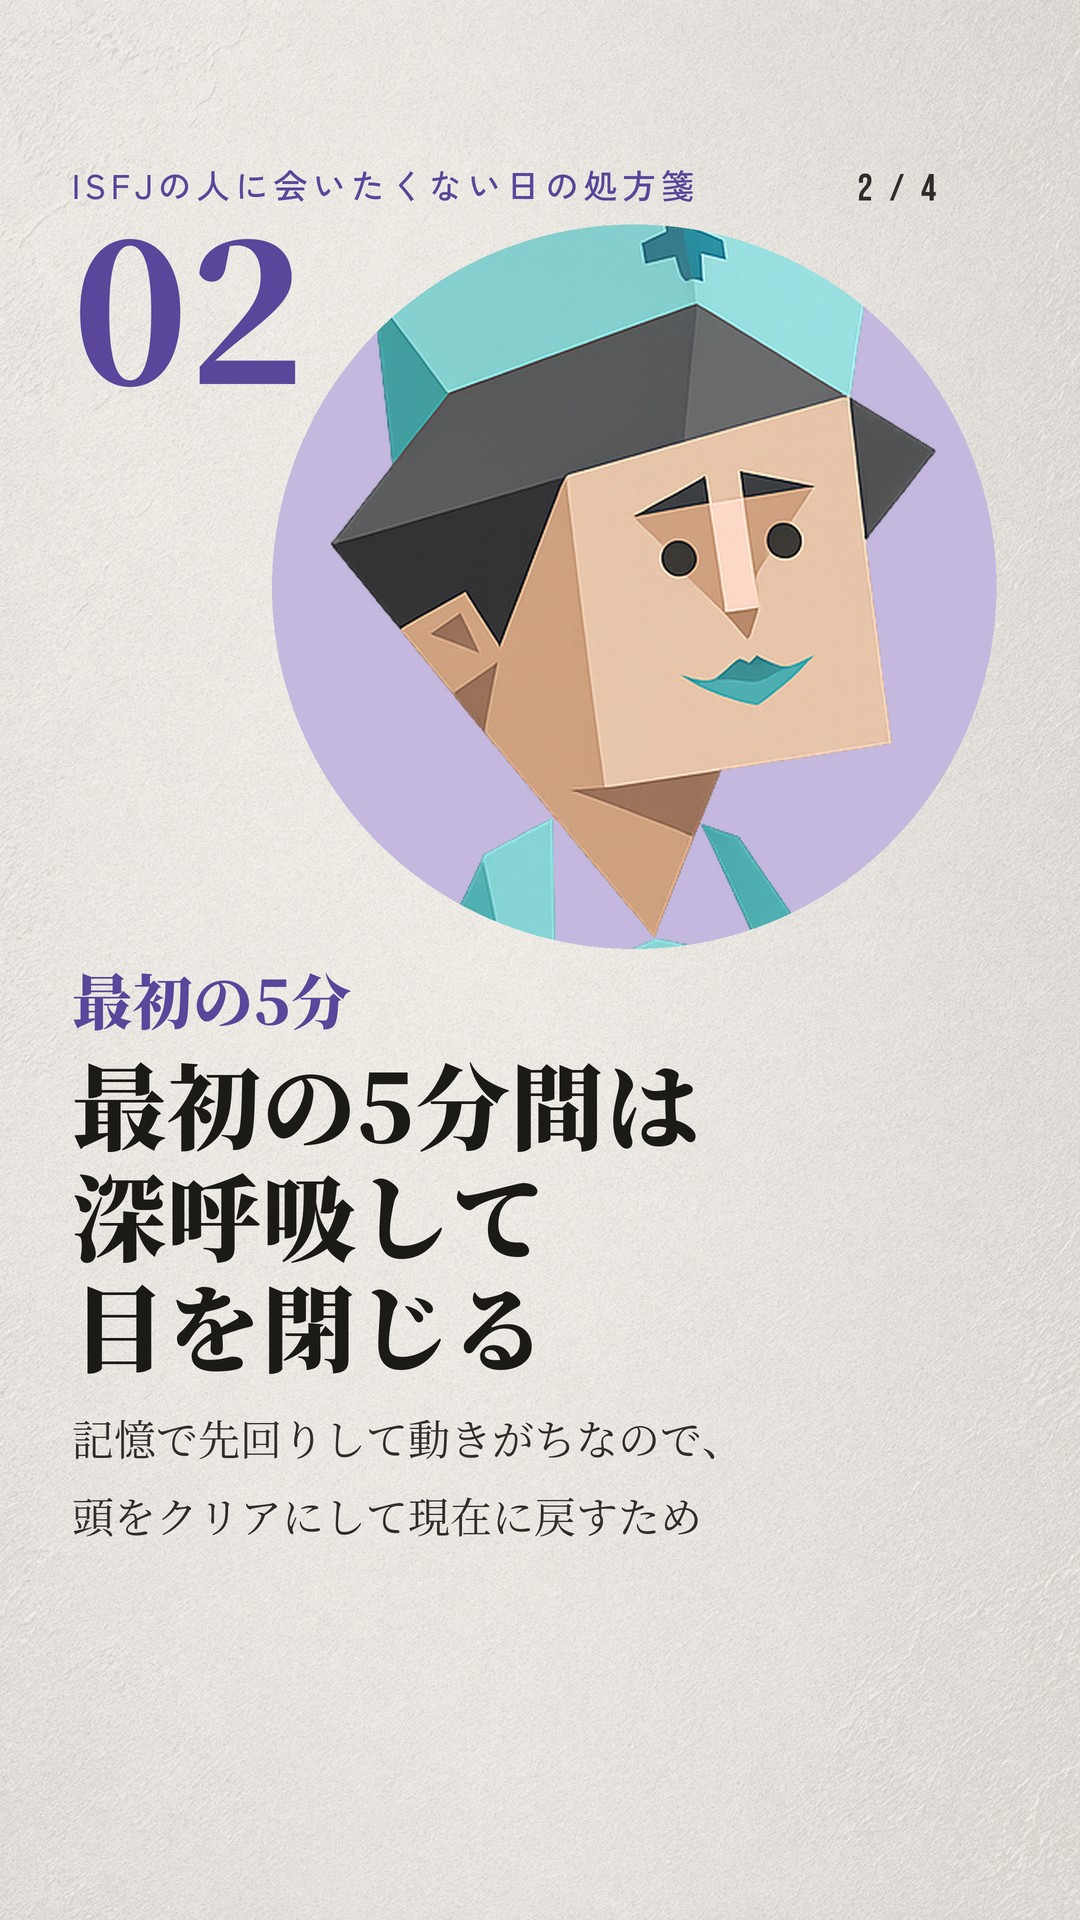 ISFJの人に会いたくない日の処方箋
2 / 4
02
最初の5分
最初の5分間は
深呼吸して
目を閉じる
記憶で先回りして動きがちなので、
頭をクリアにして現在に戻すため